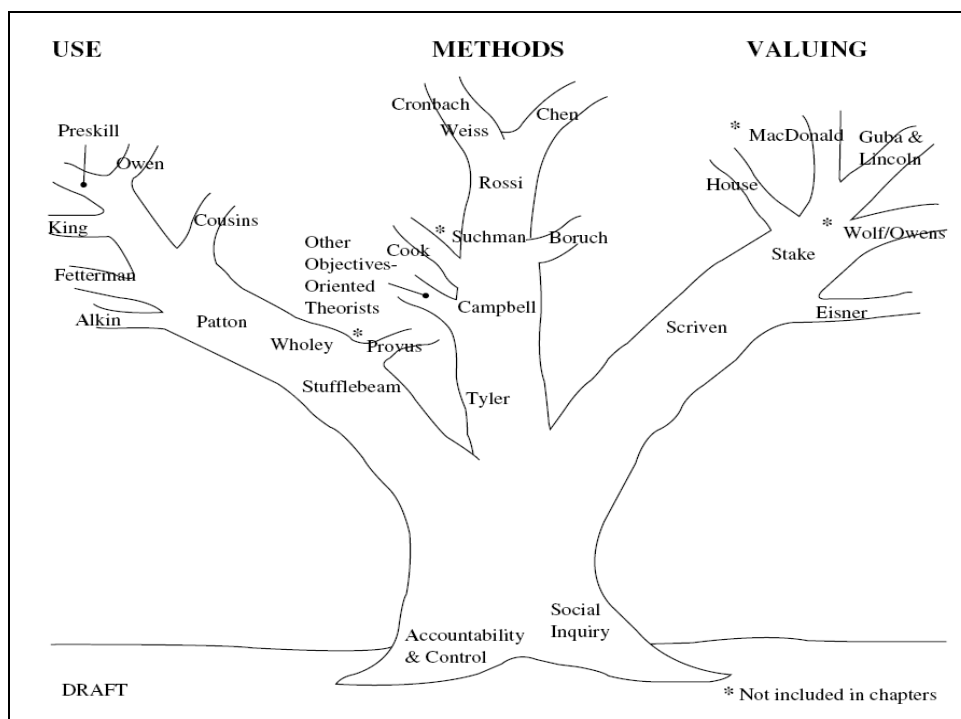 USE
METHODS
VALUING
Preskill
Owen
King
Cousins
Fetterman
Alkin
Patton
Wholey
* Provus
Stufflebeam
Other
Objectives-
Oriented
Theorists
Cronbach
Weiss
Chen
Rossi
* Suchman
Boruch
Cook
Campbell
Tyler
* MacDonald
Guba &
Lincoln
House
* Wolf/Owens
Stake
Eisner
Scriven
Accountability
& Control
Social
Inquiry
DRAFT
* Not included in chapters